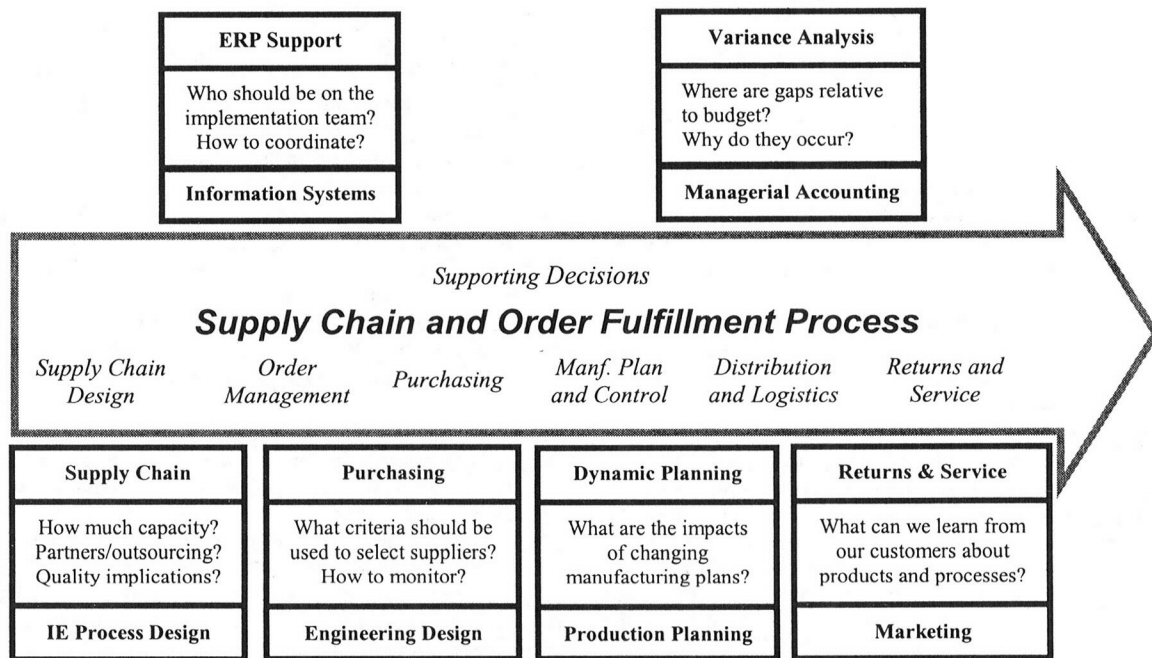 ERP Support
Who should be on the
implementation team?
How to coordinate?
Information Systems
Variance Analysis
Where are gaps relative
to budget?
Why do they occur?
Managerial Accounting
Supporting Decisions
Supply Chain and Order Fulfillment Process
Supply Chain
Design
Order
Management
Purchasing
Manf. Plan
and Control
Distribution
and Logistics
Returns and
Service
Supply Chain
How much capacity?
Partners/outsourcing?
Quality implications?
IE Process Design
Purchasing
What criteria should be
used to select suppliers?
How to monitor?
Engineering Design
Dynamic Planning
What are the impacts
of changing
manufacturing plans?
Production Planning
Returns & Service
What can we learn from
our customers about
products and processes?
Marketing